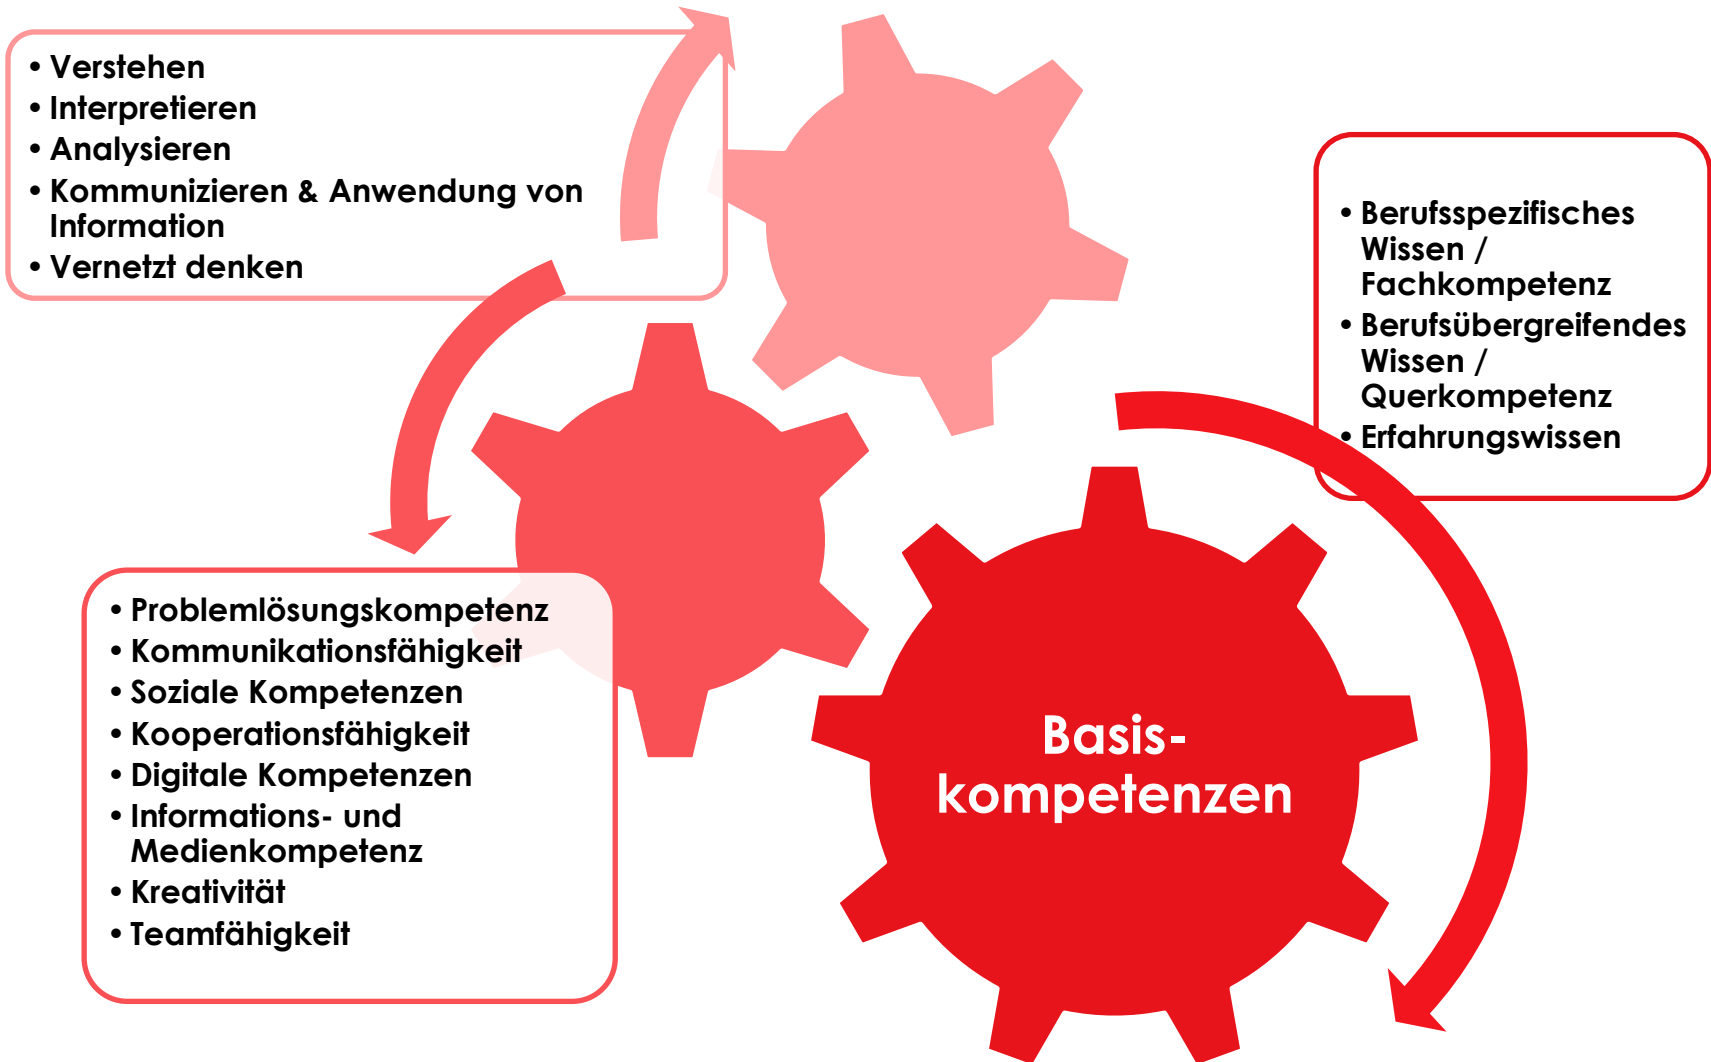 • Verstehen
• Interpretieren
• Analysieren
• Kommunizieren & Anwendung von
Information
• Vernetzt denken
• Berufsspezifisches
Wissen /
Fachkompetenz
• Berufsübergreifendes
Wissen /
Querkompetenz
• Erfahrungswissen
• Problemlösungskompetenz
• Kommunikationsfähigkeit
• Soziale Kompetenzen
• Kooperationsfähigkeit
• Digitale Kompetenzen
• Informations- und
Medienkompetenz
• Kreativität
• Teamfähigkeit
Basis-
kompetenzen